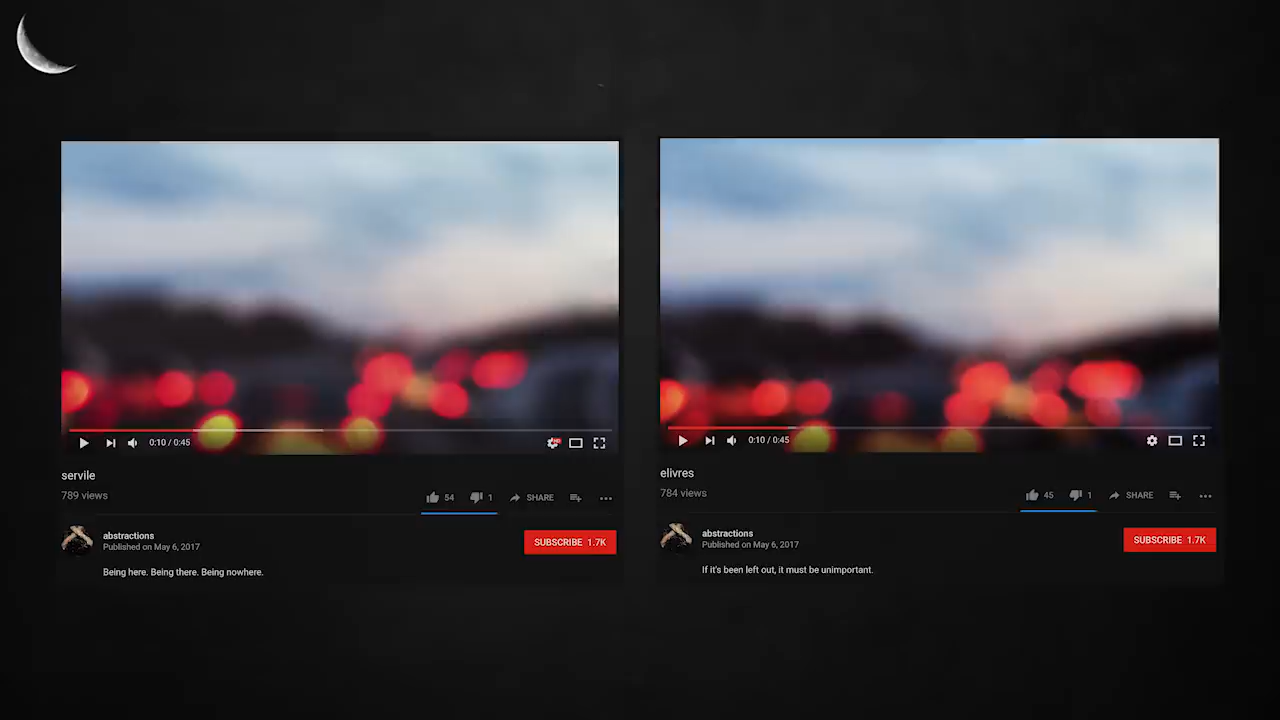 0:10 / 0:45
HD
servile
789 views
54
1
SHARE
abstractions
Published on May 6, 2017
SUBSCRIBE 1.7K
Being here. Being there. Being nowhere.
0:10 / 0:45
elivres
784 views
45
1
SHARE
abstractions
Published on May 6, 2017
SUBSCRIBE 1.7K
If it's been left out, it must be unimportant.